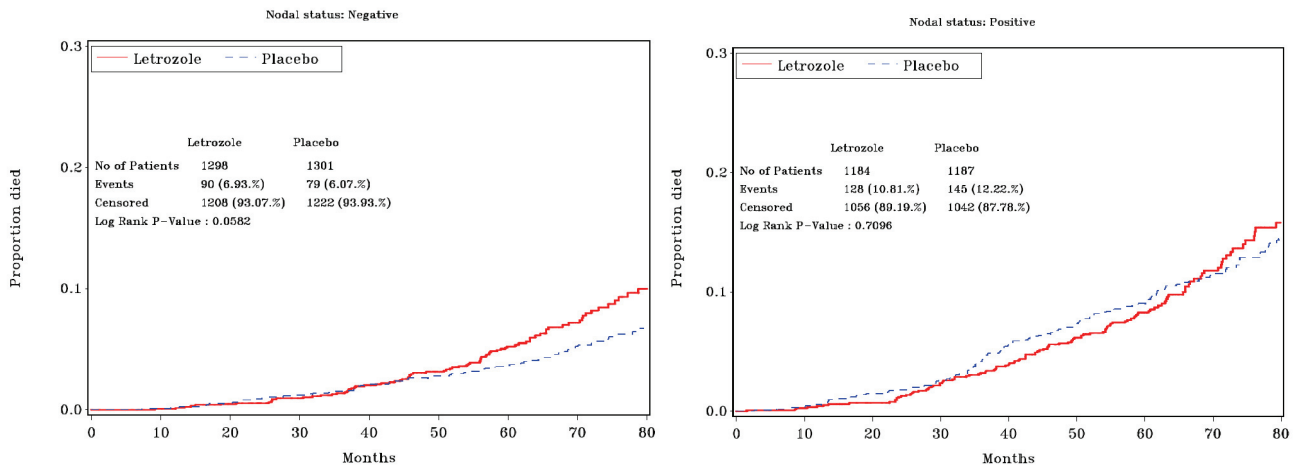 Nodal status: Negative
0.3
Letrozole Placebo
Letrozole Placebo
No of Patients 1298 1301
Events 90 (6.93.%) 79 (6.07.%)
Censored 1208 (93.07.%) 1222 (93.93.%)
Log Rank P-Value : 0.0582
0.2
0.1
0.0
Proportion died
0 10 20 30 40 50 60 70 80
Months
Nodal status: Positive
0.3
Letrozole Placebo
Letrozole Placebo
No of Patients 1184 1187
Events 128 (10.81.%) 145 (12.22.%)
Censored 1056 (89.19.%) 1042 (87.78.%)
Log Rank P-Value : 0.7096
0.2
0.1
0.0
Proportion died
0 10 20 30 40 50 60 70 80
Months